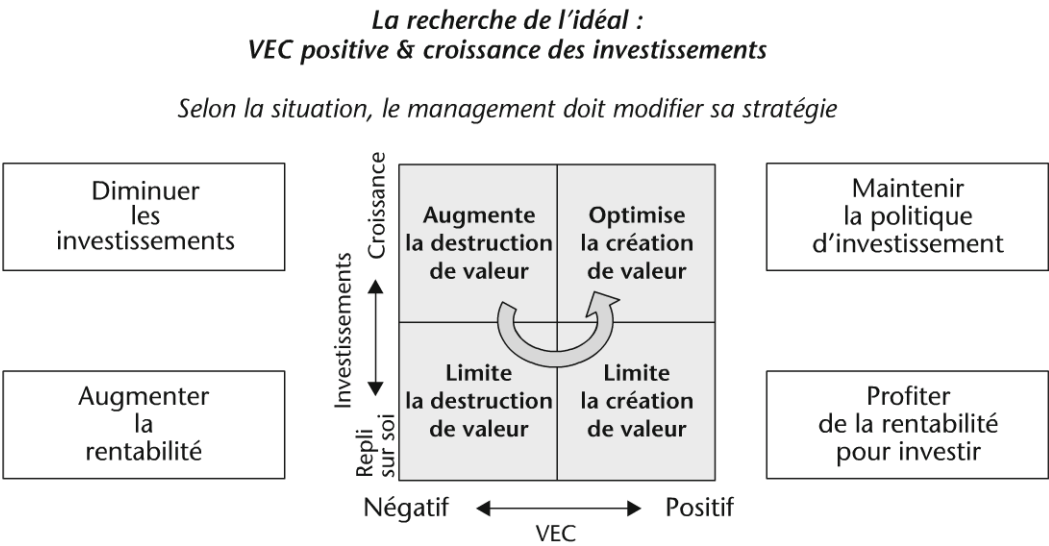 La recherche de l'idéal :
VEC positive & croissance des investissements
Selon la situation, le management doit modifier sa stratégie
Diminuer
les
investissements
Augmenter
la
rentabilité
Investissements
Croissance
Repli
sur soi
Augmente
la destruction
de valeur
Optimise
la création
de valeur
Limite
la destruction
de valeur
Limite
la création
de valeur
Négatif
Positif
VEC
Maintenir
la politique
d'investissement
Profiter
de la rentabilité
pour investir